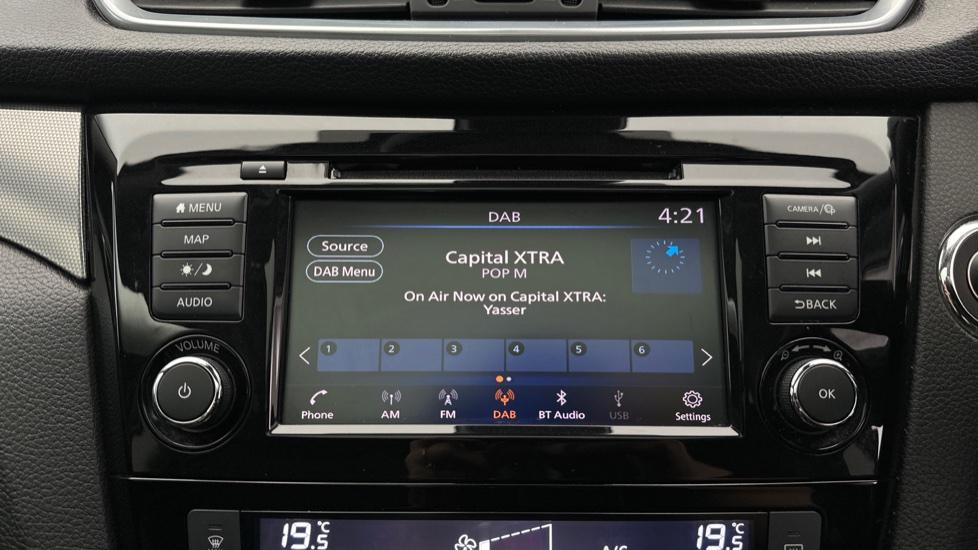 DAB 4:21
MENU
CAMERA/
Source
Capital XTRA
MAP
DAB Menu
POP M
On Air Now on Capital XTRA:
Yasser
AUDIO
BACK
VOLUME
1 2 3 4 5 6
OK
Phone AM FM DAB BT Audio USB Settings
19.5°C A/C 19.5°C